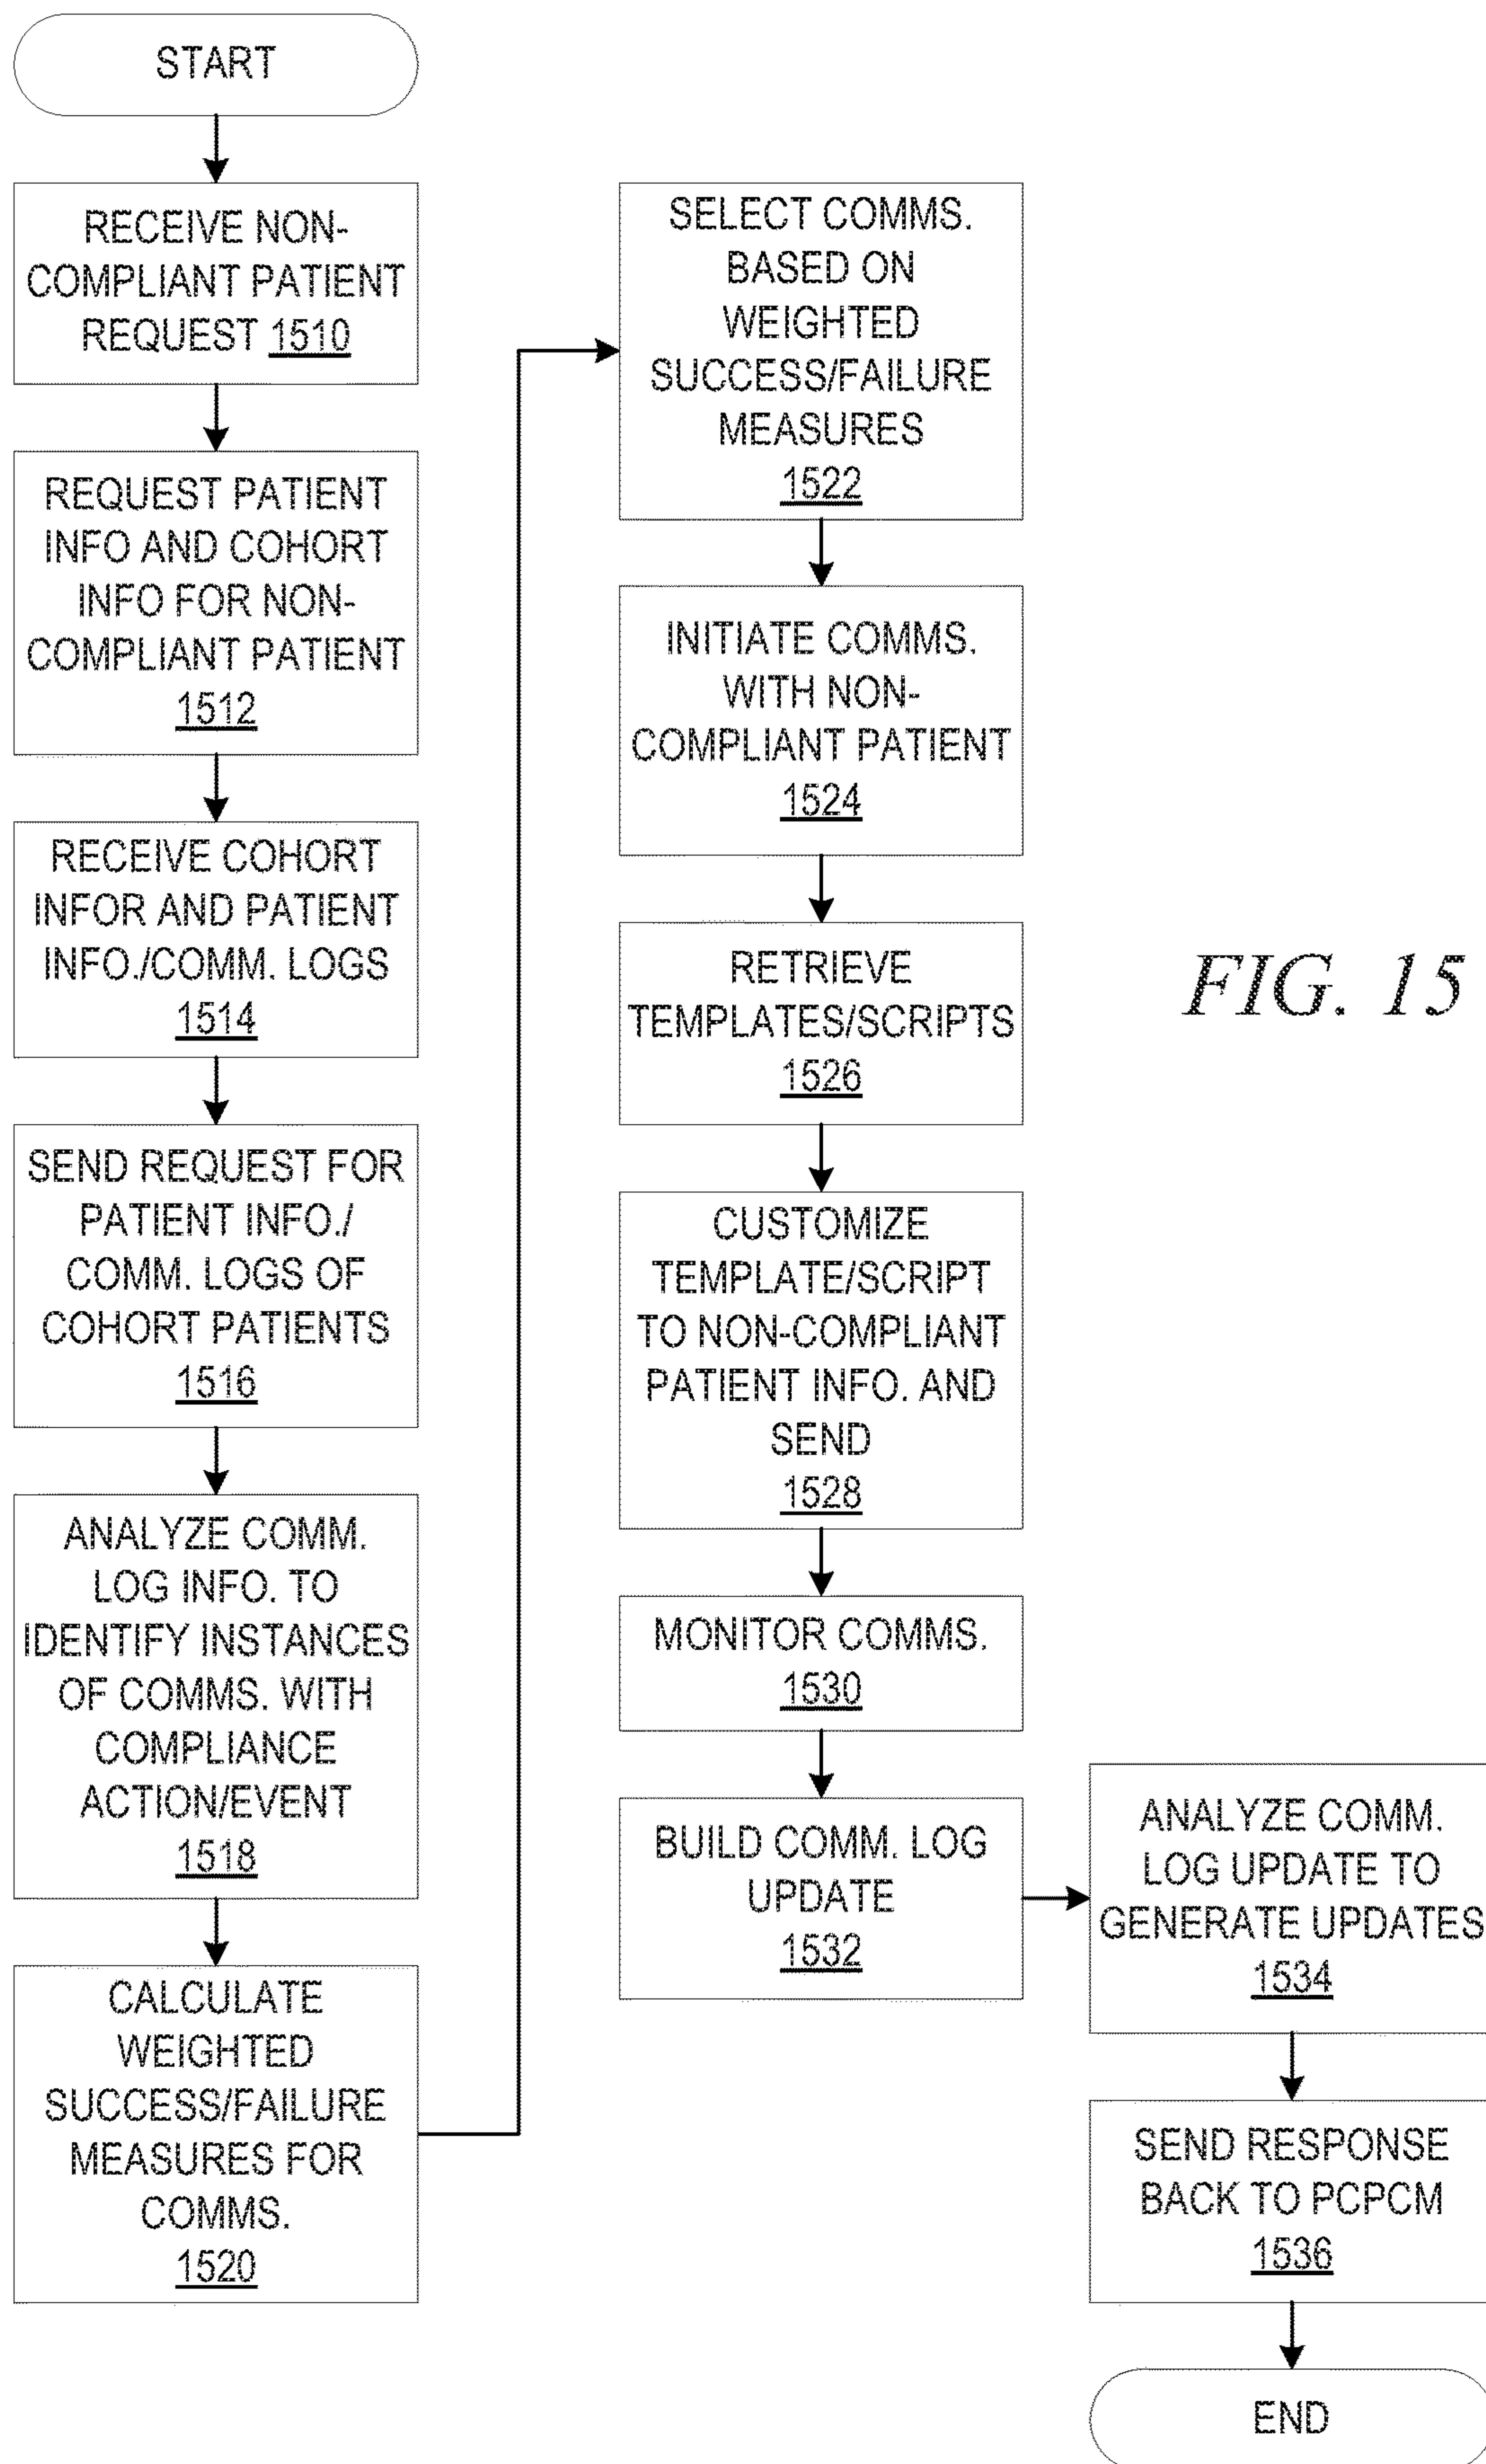 START
RECEIVE NON-
COMPLIANT PATIENT
REQUEST 1510
REQUEST PATIENT
INFO AND COHORT
INFO FOR NON-
COMPLIANT PATIENT
1512
RECEIVE COHORT
INFOR AND PATIENT
INFO./COMM. LOGS
1514
SEND REQUEST FOR
PATIENT INFO./
COMM. LOGS OF
COHORT PATIENTS
1516
ANALYZE COMM.
LOG INFO. TO
IDENTIFY INSTANCES
OF COMMS. WITH
COMPLIANCE
ACTION/EVENT
1518
CALCULATE
WEIGHTED
SUCCESS/FAILURE
MEASURES FOR
COMMS.
1520
SELECT COMMS.
BASED ON
WEIGHTED
SUCCESS/FAILURE
MEASURES
1522
INITIATE COMMS.
WITH NON-
COMPLIANT PATIENT
1524
RETRIEVE
TEMPLATES/SCRIPTS
1526
CUSTOMIZE
TEMPLATE/SCRIPT
TO NON-COMPLIANT
PATIENT INFO. AND
SEND
1528
MONITOR COMMS.
1530
BUILD COMM. LOG
UPDATE
1532
ANALYZE COMM.
LOG UPDATE TO
GENERATE UPDATES
1534
SEND RESPONSE
BACK TO PCPCM
1536
END
FIG. 15